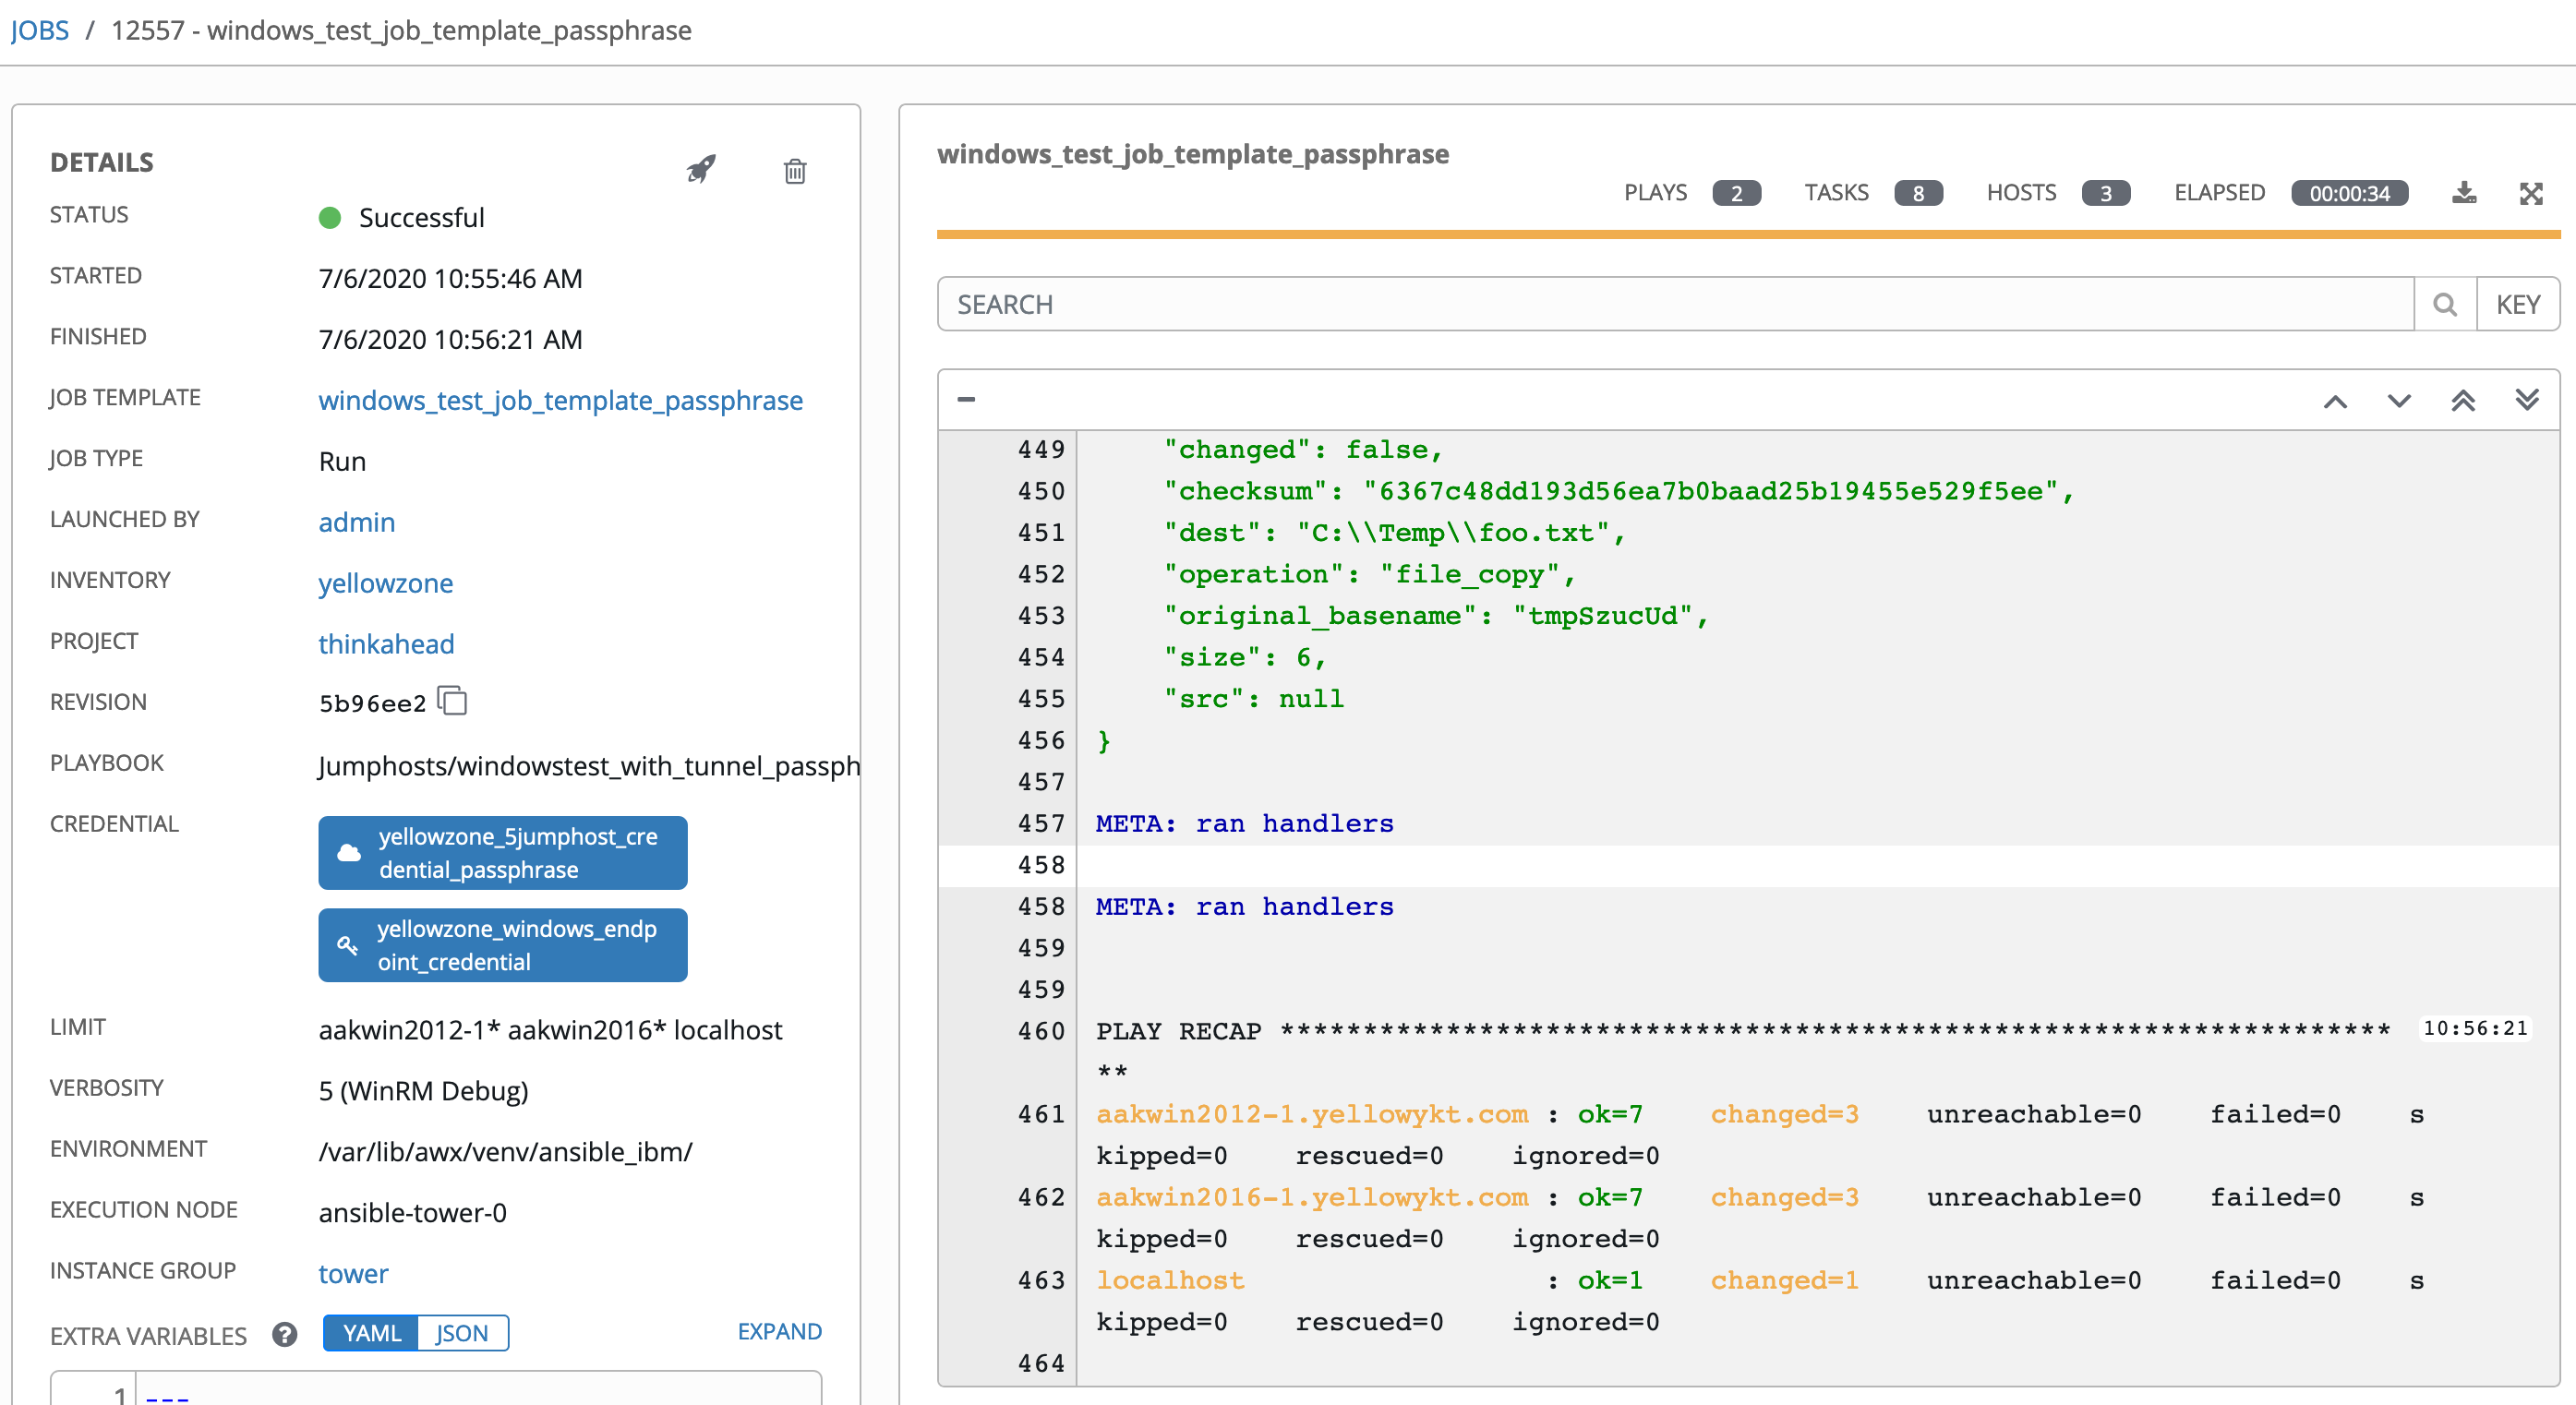 JOBS / 12557 - windows_test_job_template_passphrase
DETAILS
STATUS Successful
STARTED 7/6/2020 10:55:46 AM
FINISHED 7/6/2020 10:56:21 AM
JOB TEMPLATE windows_test_job_template_passphrase
JOB TYPE Run
LAUNCHED BY admin
INVENTORY yellowzone
PROJECT thinkahead
REVISION 5b96ee2
PLAYBOOK Jumphosts/windowstest_with_tunnel_passph
CREDENTIAL yellowzone_5jumphost_cre
dential_passphrase
yellowzone_windows_endp
oint_credential
LIMIT aakwin2012-1* aakwin2016* localhost
VERBOSITY 5 (WinRM Debug)
ENVIRONMENT /var/lib/awx/venv/ansible_ibm/
EXECUTION NODE ansible-tower-0
INSTANCE GROUP tower
EXTRA VARIABLES ? YAML JSON EXPAND
1 ---
windows_test_job_template_passphrase
PLAYS 2 TASKS 8 HOSTS 3 ELAPSED 00:00:34
SEARCH KEY
449 "changed": false,
450 "checksum": "6367c48dd193d56ea7b0baad25b19455e529f5ee",
451 "dest": "C:\\Temp\\foo.txt",
452 "operation": "file_copy",
453 "original_basename": "tmpSzucUd",
454 "size": 6,
455 "src": null
456 }
457
457 META: ran handlers
458
458 META: ran handlers
459
459
460 PLAY RECAP ******************************************************************* 10:56:21
**
461 aakwin2012-1.yellowykt.com : ok=7 changed=3 unreachable=0 failed=0 s
kipped=0 rescued=0 ignored=0
462 aakwin2016-1.yellowykt.com : ok=7 changed=3 unreachable=0 failed=0 s
kipped=0 rescued=0 ignored=0
463 localhost : ok=1 changed=1 unreachable=0 failed=0 s
kipped=0 rescued=0 ignored=0
464